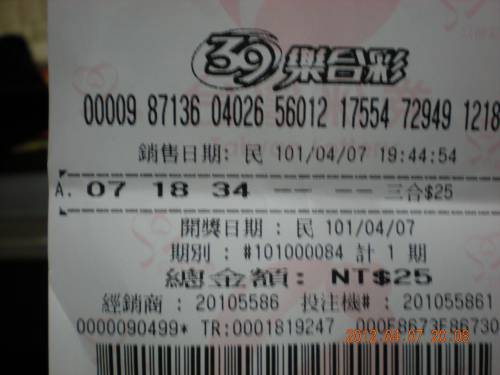 39樂合彩
00009 87136 04026 56012 17554 72949 1218
銷售日期: 民 101/04/07 19:44:54
A. 07 18 34 -- -- 三合$25
開獎日期 : 民 101/04/07
期別 : #101000084 計 1 期
總金額: NT$25
經銷商 : 20105586 投注機# : 201055861
0000090499* TR:0001819247 000E8673E86730
2012.04.07 20:08